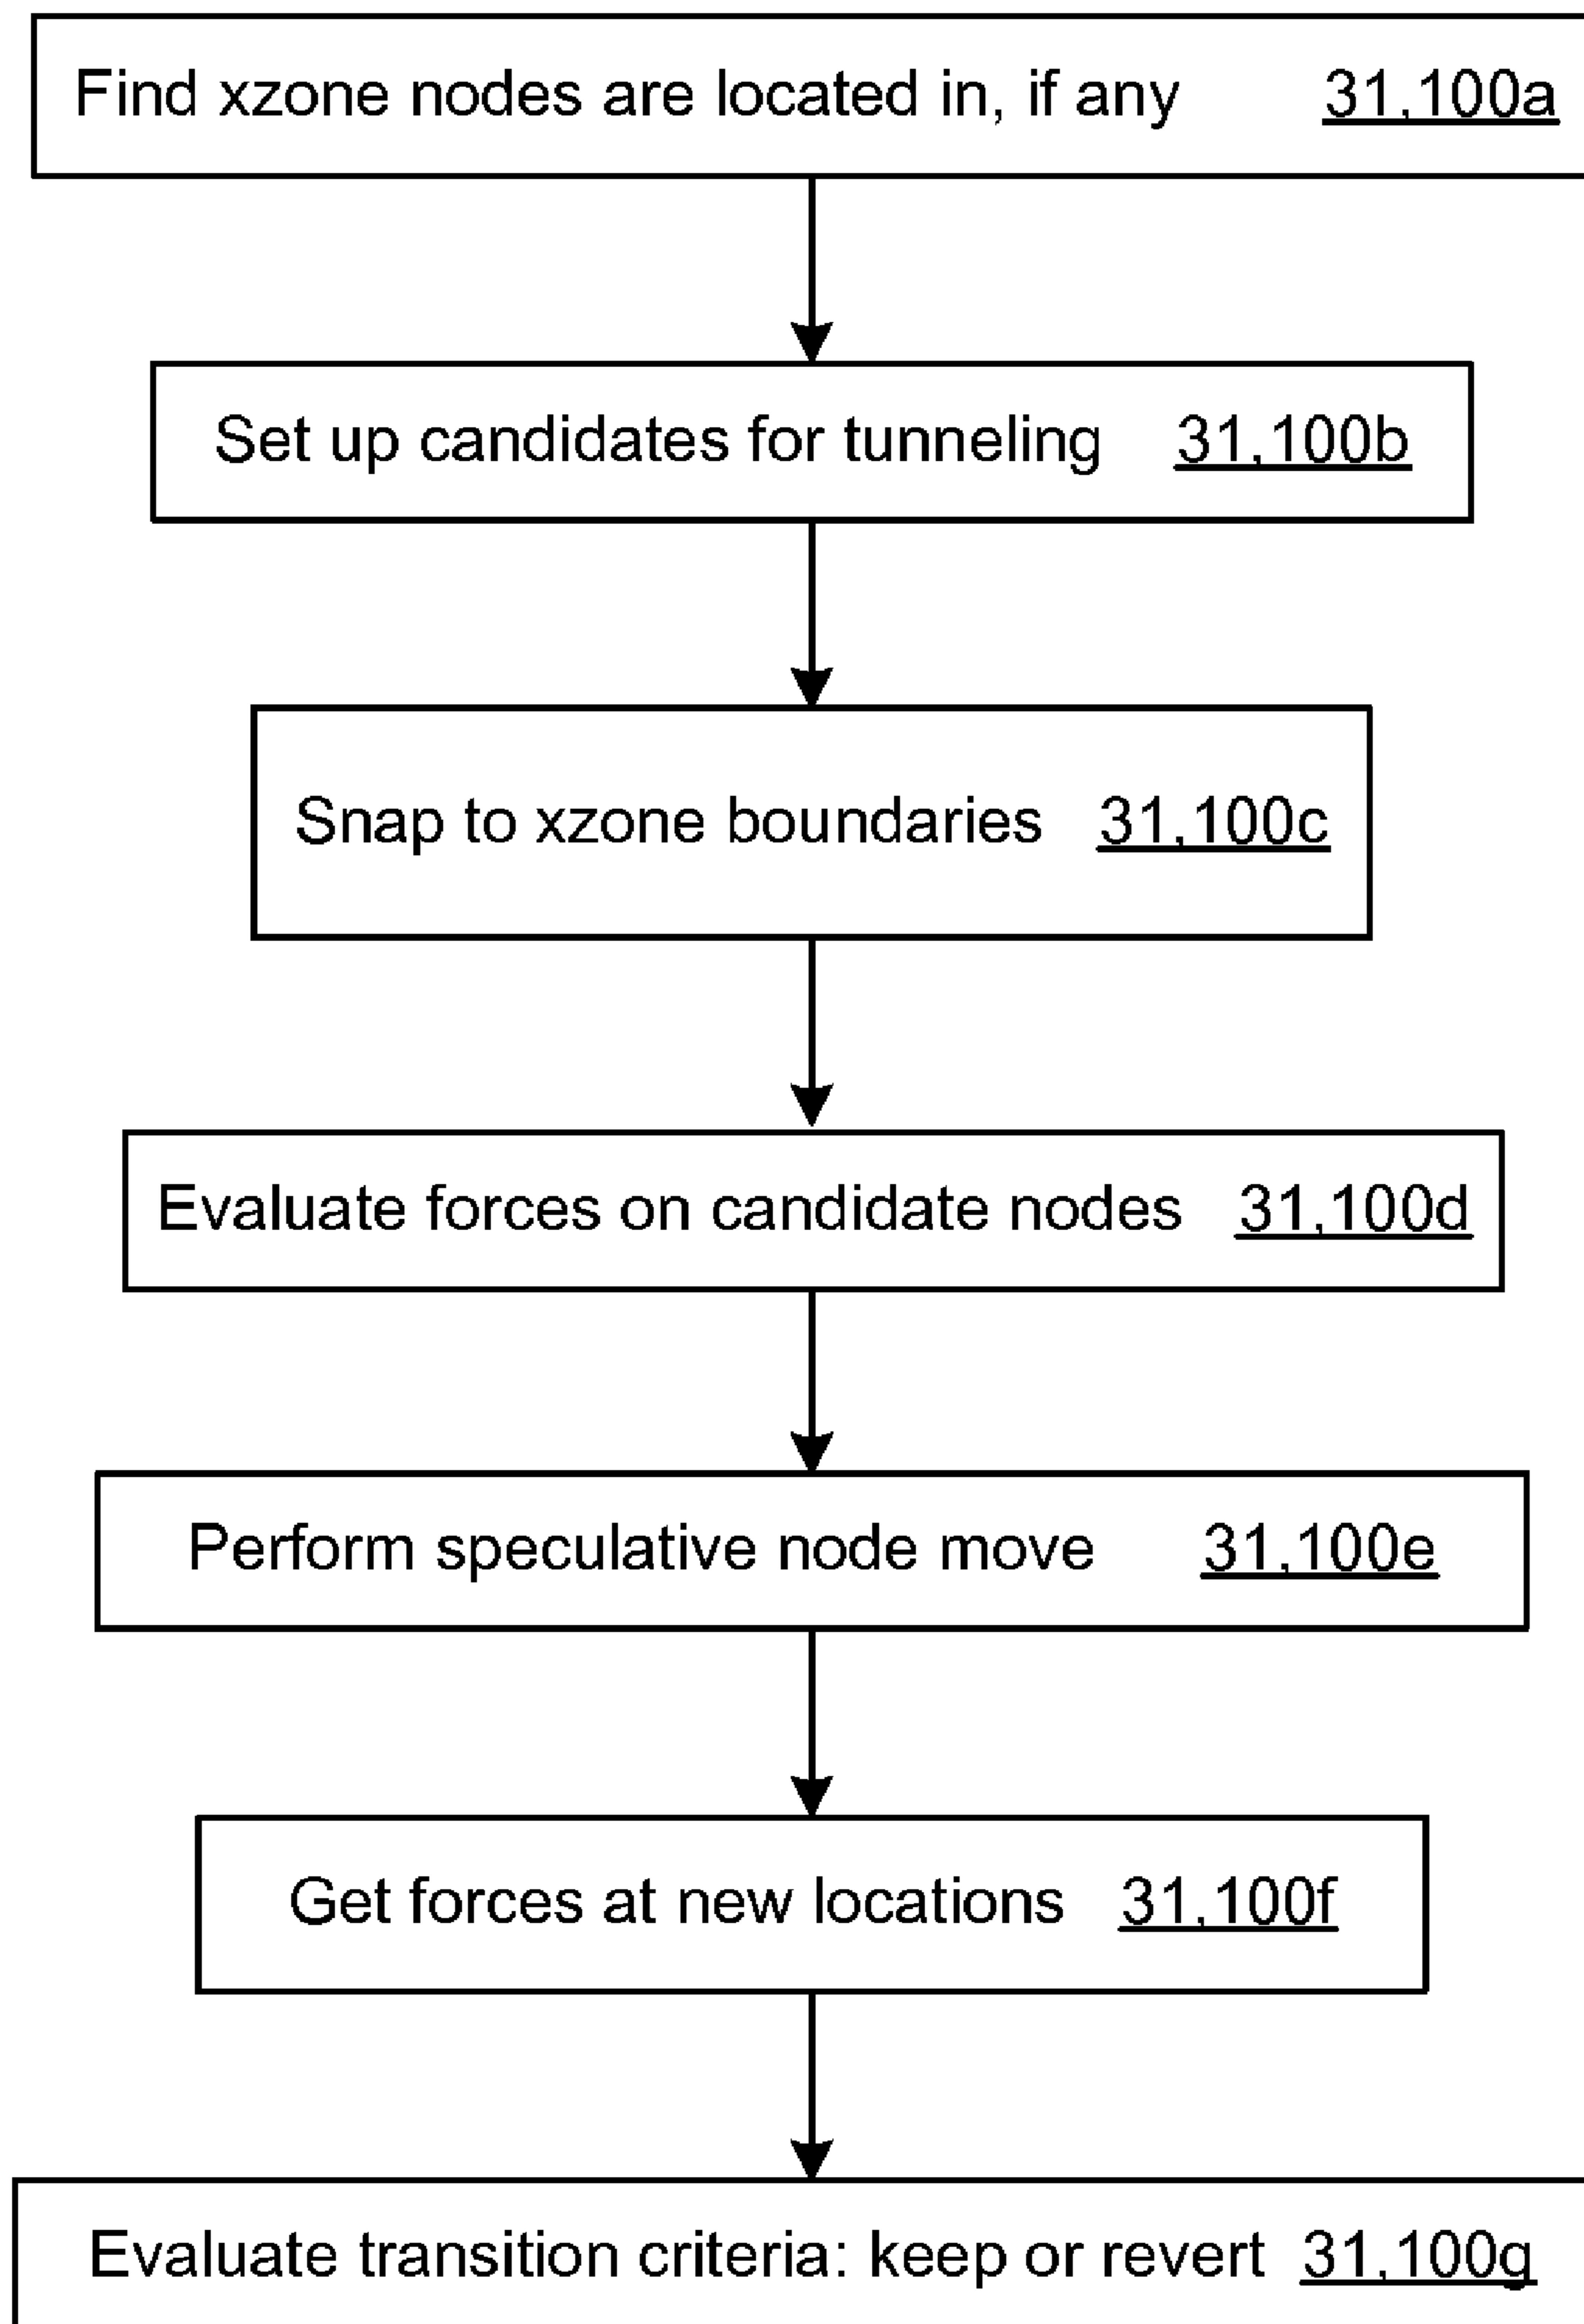 Find xzone nodes are located in, if any 31,100a
Set up candidates for tunneling 31,100b
Snap to xzone boundaries 31,100c
Evaluate forces on candidate nodes 31,100d
Perform speculative node move 31,100e
Get forces at new locations 31,100f
Evaluate transition criteria: keep or revert 31,100g